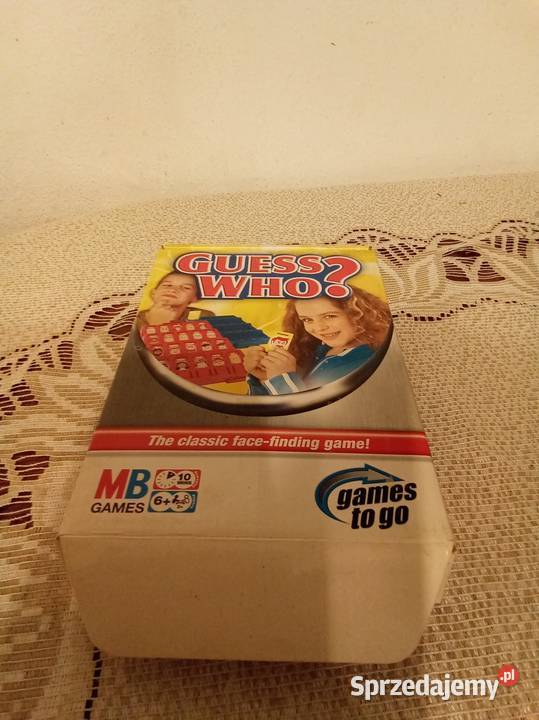 GUESS
WHO?
The classic face-finding game!
MB
GAMES
10
6+
games
to go
Sprzedajemy.pl